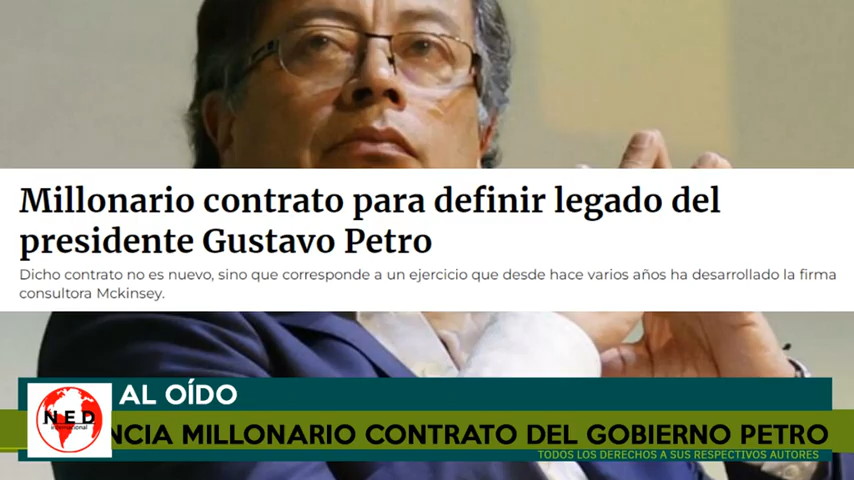 Millonario contrato para definir legado del
presidente Gustavo Petro
Dicho contrato no es nuevo, sino que corresponde a un ejercicio que desde hace varios años ha desarrollado la firma
consultora Mckinsey.
AL OÍDO
NED
international
NCIA MILLONARIO CONTRATO DEL GOBIERNO PETRO
TODOS LOS DERECHOS A SUS RESPECTIVOS AUTORES